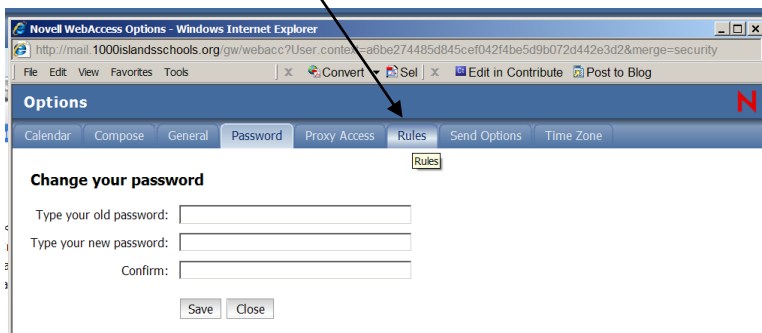 Novell WebAccess Options - Windows Internet Explorer
http://mail.1000islandsschools.org/gw/webacc?User.context=a6be274485d845cef042f4be5d9b072d442e3d2&merge=security
File Edit View Favorites Tools x Convert Sel x Edit in Contribute Post to Blog
Options N
Calendar Compose General Password Proxy Access Rules Send Options Time Zone
Rules
Change your password
Type your old password:
Type your new password:
Confirm:
Save Close